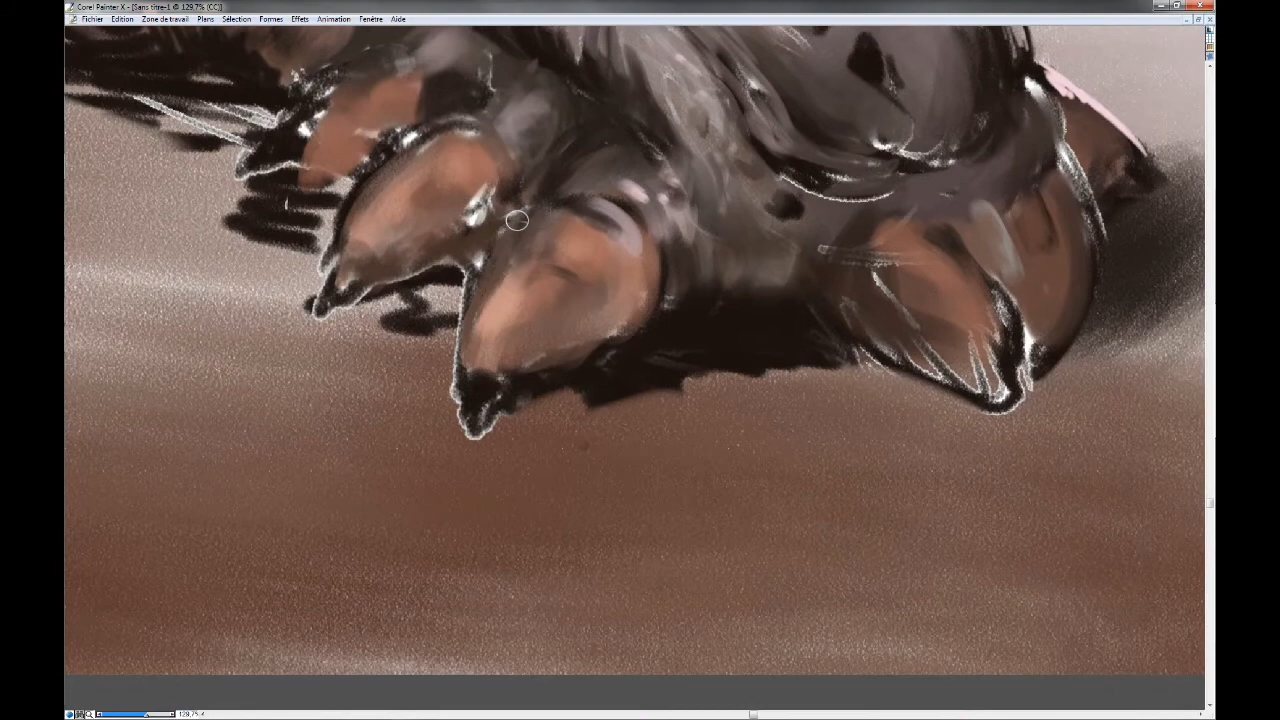 Corel Painter X - [Sans titre-1 @ 129,7% (CC)]
Fichier Edition Zone de travail Plans Sélection Formes Effets Animation Fenêtre Aide